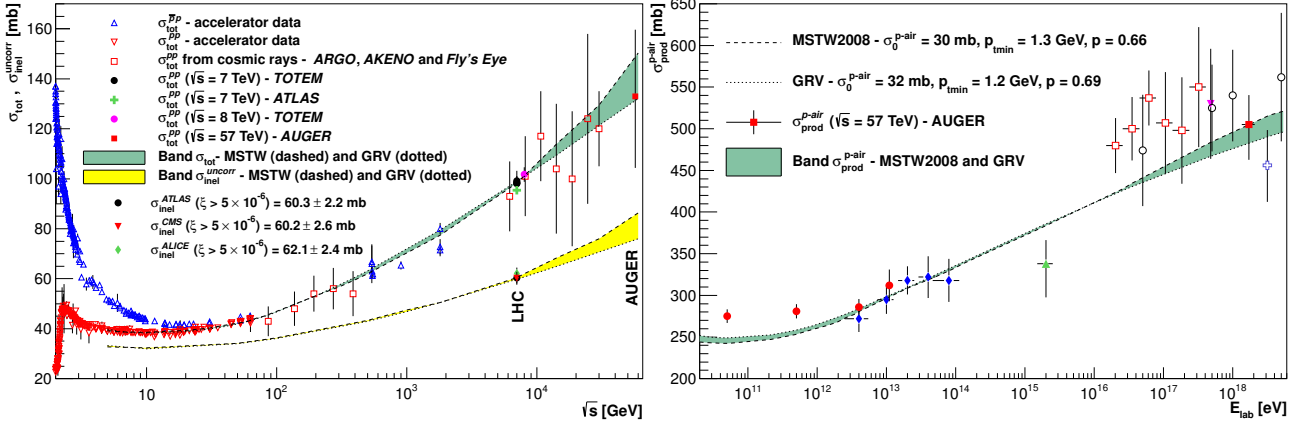 σ_tot , σ_inel^uncorr [mb]
160
140
120
100
80
60
40
20
σ_tot^p̅p - accelerator data
σ_tot^pp - accelerator data
σ_tot^pp from cosmic rays - ARGO, AKENO and Fly's Eye
σ_tot^pp (√s = 7 TeV) - TOTEM
σ_tot^pp (√s = 7 TeV) - ATLAS
σ_tot^pp (√s = 8 TeV) - TOTEM
σ_tot^pp (√s = 57 TeV) - AUGER
Band σ_tot- MSTW (dashed) and GRV (dotted)
Band σ_inel^uncorr - MSTW (dashed) and GRV (dotted)
σ_inel^ATLAS (ξ > 5 × 10^-6) = 60.3 ± 2.2 mb
σ_inel^CMS (ξ > 5 × 10^-6) = 60.2 ± 2.6 mb
σ_inel^ALICE (ξ > 5 × 10^-6) = 62.1 ± 2.4 mb
LHC
AUGER
10 10^2 10^3 10^4
√s [GeV]
σ_prod^p-air [mb]
650
600
550
500
450
400
350
300
250
200
MSTW2008 - σ_0^p-air = 30 mb, p_tmin = 1.3 GeV, p = 0.66
GRV - σ_0^p-air = 32 mb, p_tmin = 1.2 GeV, p = 0.69
σ_prod^p-air (√s = 57 TeV) - AUGER
Band σ_prod^p-air - MSTW2008 and GRV
10^11 10^12 10^13 10^14 10^15 10^16 10^17 10^18
E_lab [eV]